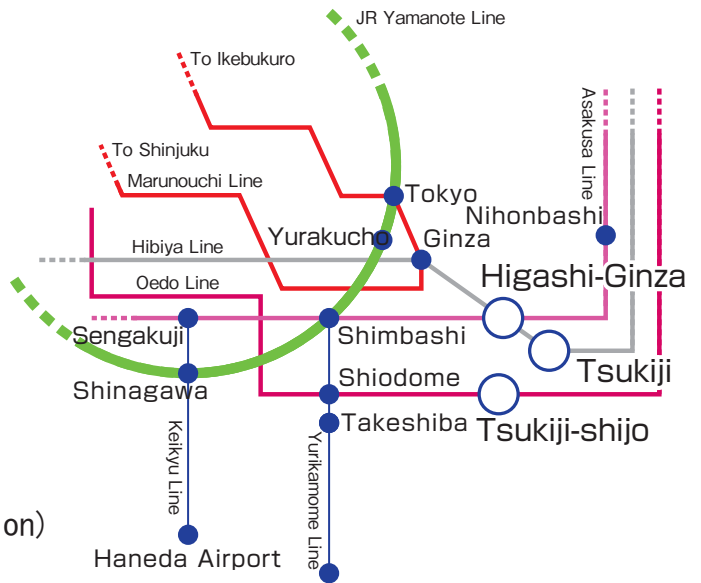 JR Yamanote Line
To Ikebukuro
Asakusa Line
To Shinjuku
Marunouchi Line
Tokyo
Nihonbashi
Yurakucho
Ginza
Hibiya Line
Higashi-Ginza
Oedo Line
Sengakuji
Shimbashi
Tsukiji
Shinagawa
Shiodome
Takeshiba
Tsukiji-shijo
Keikyu Line
Yurikamome Line
on)
Haneda Airport